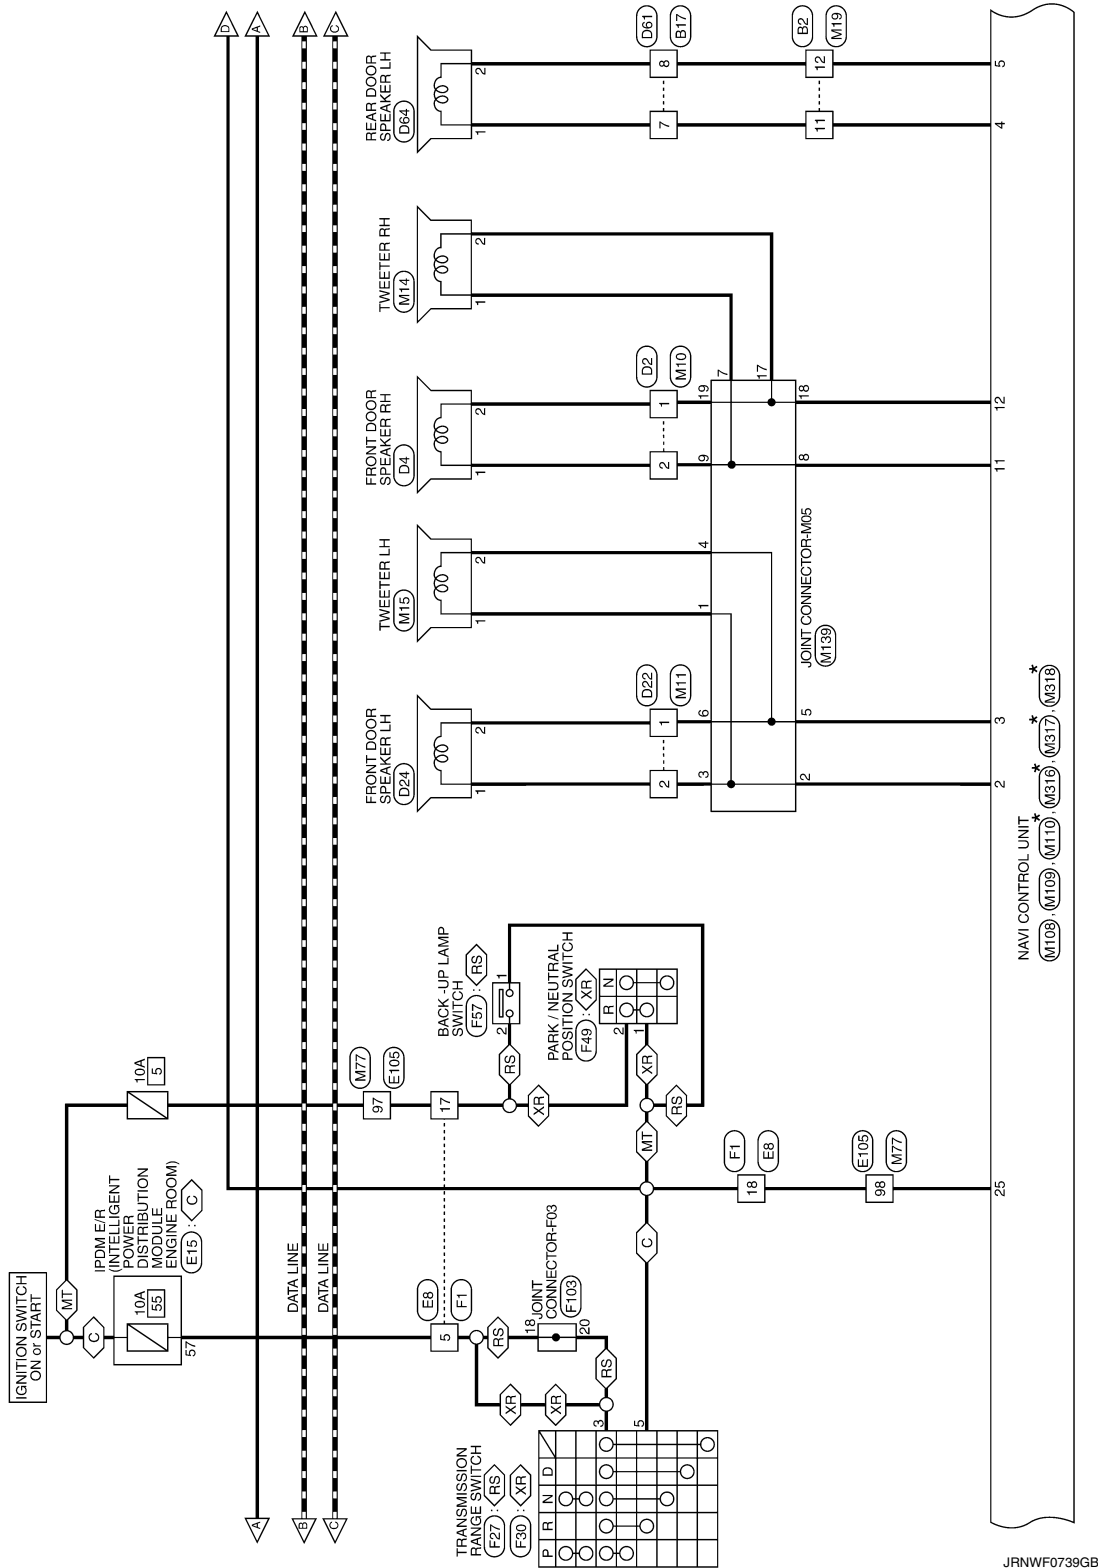 D
A
B
C
REAR DOOR
SPEAKER LH
D64
1
2
D61
B17
7
8
B2
M19
11
12
4
5
TWEETER RH
M14
1
2
FRONT DOOR
SPEAKER RH
D4
1
2
D2
M10
2
1
9
19
7
17
8
18
11
12
TWEETER LH
M15
1
2
1
4
JOINT CONNECTOR-M05
M139
FRONT DOOR
SPEAKER LH
D24
1
2
D22
M11
2
1
3
6
2
5
2
3
NAVI CONTROL UNIT
M108 , M109 , M110* , M316* , M317* , M318*
IGNITION SWITCH
ON or START
MT
C
IPDM E/R
(INTELLIGENT
POWER
DISTRIBUTION
MODULE
ENGINE ROOM)
E15 : C
10A
55
57
10A
5
DATA LINE
DATA LINE
M77
E105
97
17
BACK -UP LAMP
SWITCH
F57 : RS
2
1
RS
XR
PARK / NEUTRAL
POSITION SWITCH
F49 : XR
R N
2
1
XR
RS
MT
C
F1
E8
18
E105
M77
98
25
E8
F1
5
RS
18
JOINT
CONNECTOR-F03
F103
20
RS
XR
XR
3
5
TRANSMISSION
RANGE SWITCH
F27 : RS
F30 : XR
P R N D
A
B
C
JRNWF0739GB